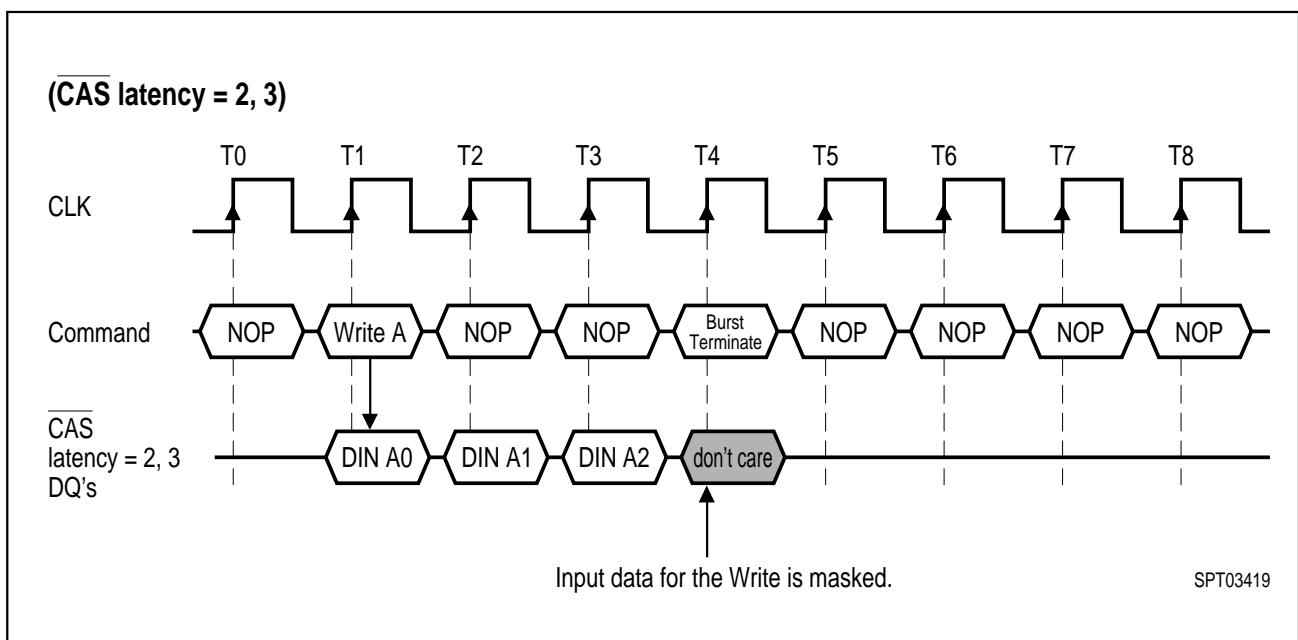 (CAS latency = 2, 3)
T0 T1 T2 T3 T4 T5 T6 T7 T8
CLK
Command NOP Write A NOP NOP Burst Terminate NOP NOP NOP NOP
CAS
latency = 2, 3
DQ's
DIN A0 DIN A1 DIN A2 don't care
Input data for the Write is masked.
SPT03419